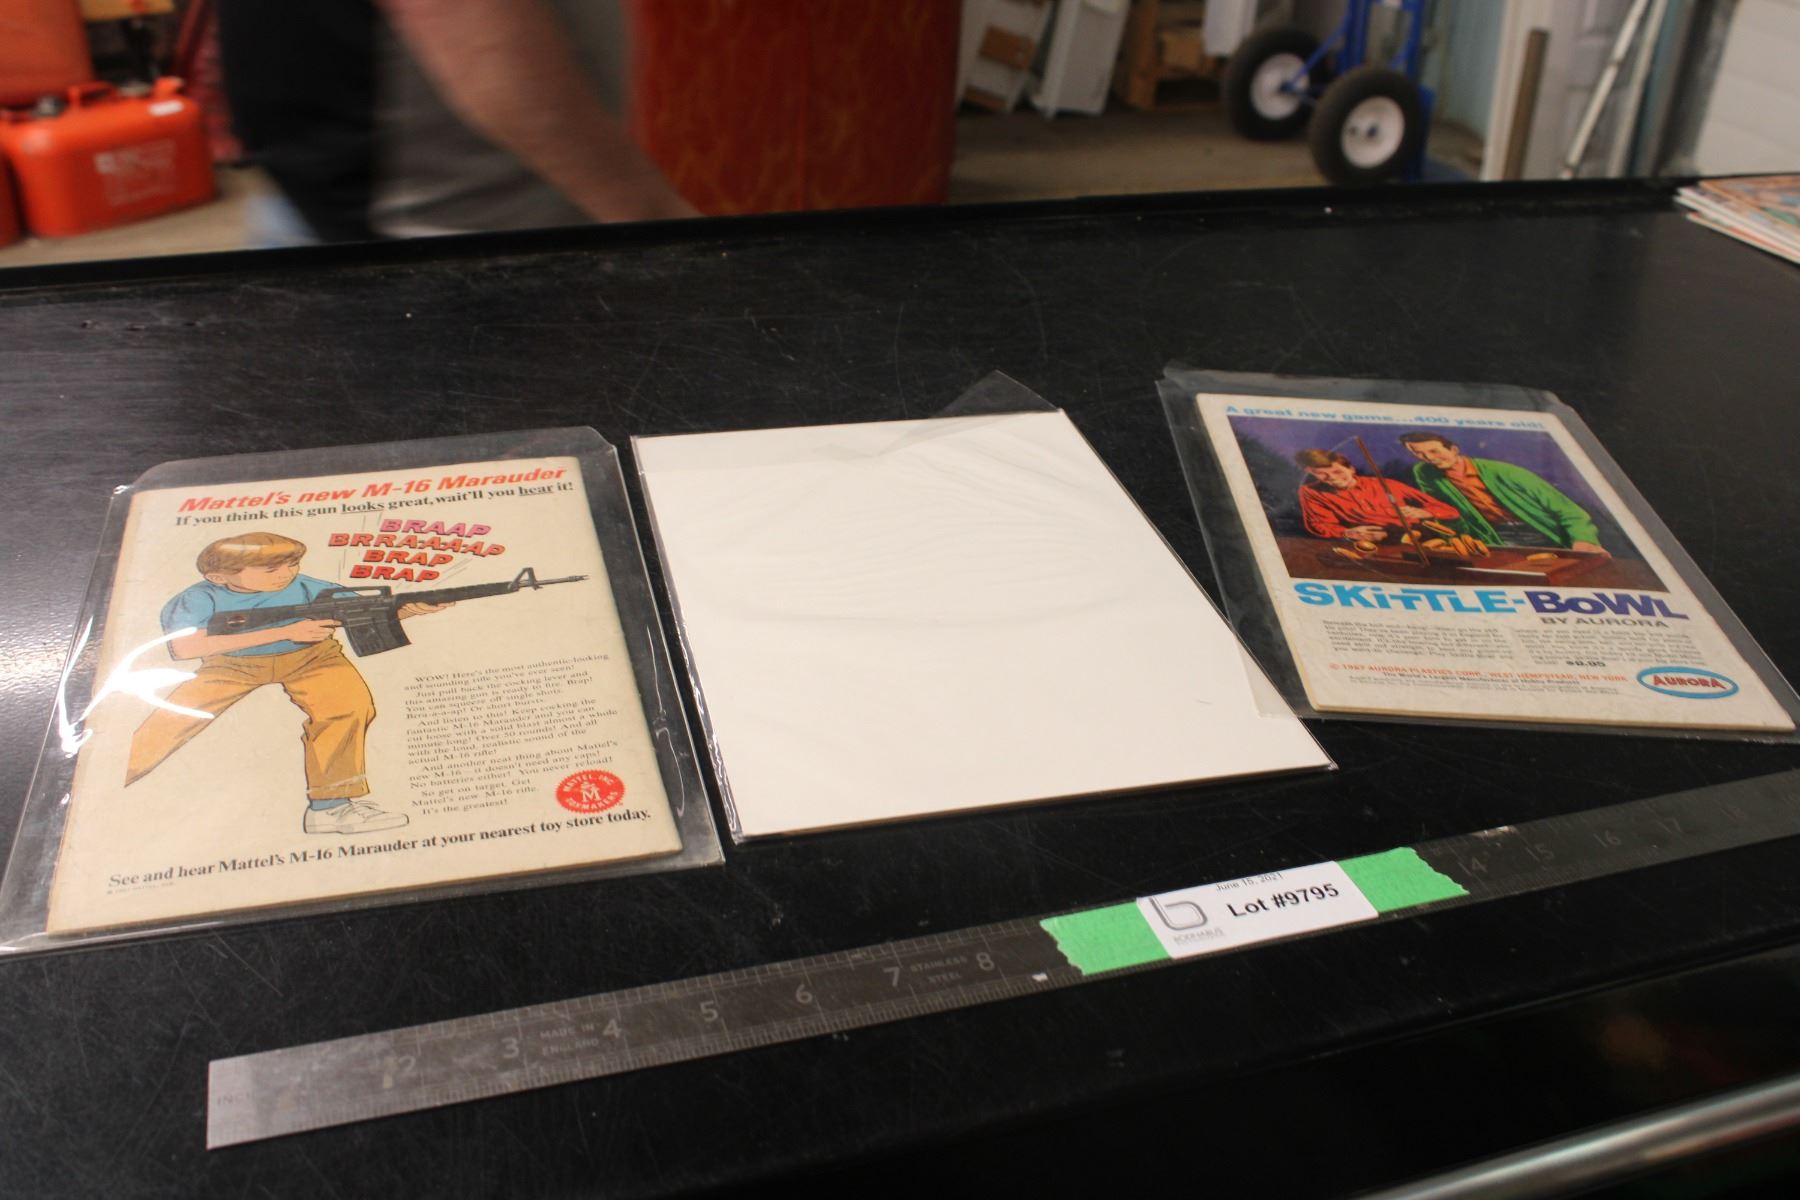 Mattel's new M-16 Marauder
If you think this gun looks great, wait'll you hear it!
BRAAP
BRRAAAAAP
BRAP
BRAP
WOW! Here's the most authentic-looking
and sounding rifle you've ever seen!
Just pull back the cocking lever and
this amazing gun is ready to fire. Brap!
You can squeeze off single shots.
Brra-a-a-ap! Or short bursts.
And listen to this! Keep cocking the
fantastic M-16 Marauder and you can
cut loose with a solid blast almost a whole
minute long! Over 50 rounds! And all
with the loud, realistic sound of the
actual M-16 rifle!
And another neat thing about Mattel's
new M-16 – it doesn't need any caps!
No batteries either! You never reload!
So get on target. Get
Mattel's new M-16 rifle.
It's the greatest!
MATTEL, INC.
M
TOYMAKERS
See and hear Mattel's M-16 Marauder at your nearest toy store today.
A great new game...400 years old!
SKiTTLE-BoWL
BY AURORA
$9.95
© 1967 AURORA PLASTICS CORP., WEST HEMPSTEAD, NEW YORK
AURORA
June 15, 2021
Lot #9795
INCH
2 3 4 5 6 7 8 14 15 16 17 18
MADE IN
ENGLAND
STAINLESS
STEEL